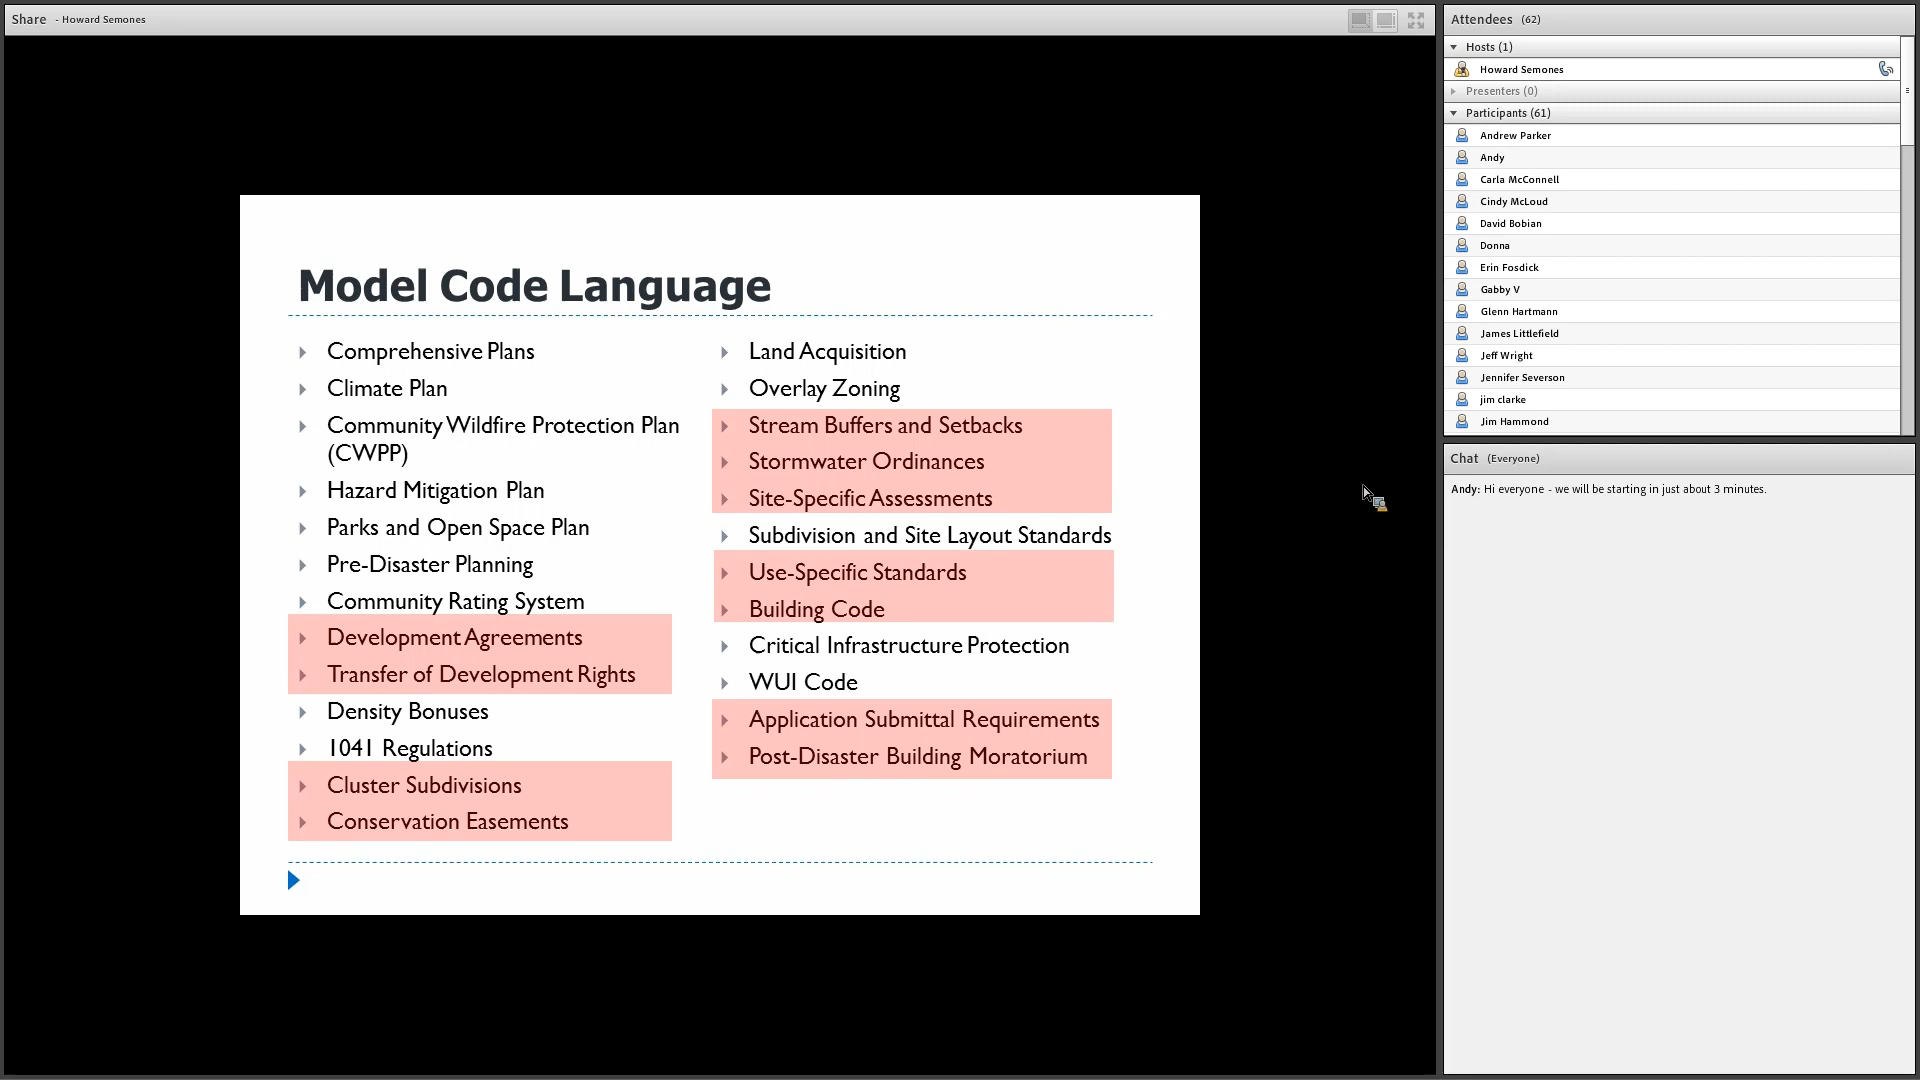 Share - Howard Semones
Model Code Language
Comprehensive Plans
Climate Plan
Community Wildfire Protection Plan
(CWPP)
Hazard Mitigation Plan
Parks and Open Space Plan
Pre-Disaster Planning
Community Rating System
Development Agreements
Transfer of Development Rights
Density Bonuses
1041 Regulations
Cluster Subdivisions
Conservation Easements
Land Acquisition
Overlay Zoning
Stream Buffers and Setbacks
Stormwater Ordinances
Site-Specific Assessments
Subdivision and Site Layout Standards
Use-Specific Standards
Building Code
Critical Infrastructure Protection
WUI Code
Application Submittal Requirements
Post-Disaster Building Moratorium
Attendees (62)
Hosts (1)
Howard Semones
Presenters (0)
Participants (61)
Andrew Parker
Andy
Carla McConnell
Cindy McLoud
David Bobian
Donna
Erin Fosdick
Gabby V
Glenn Hartmann
James Littlefield
Jeff Wright
Jennifer Severson
jim clarke
Jim Hammond
Chat (Everyone)
Andy: Hi everyone - we will be starting in just about 3 minutes.